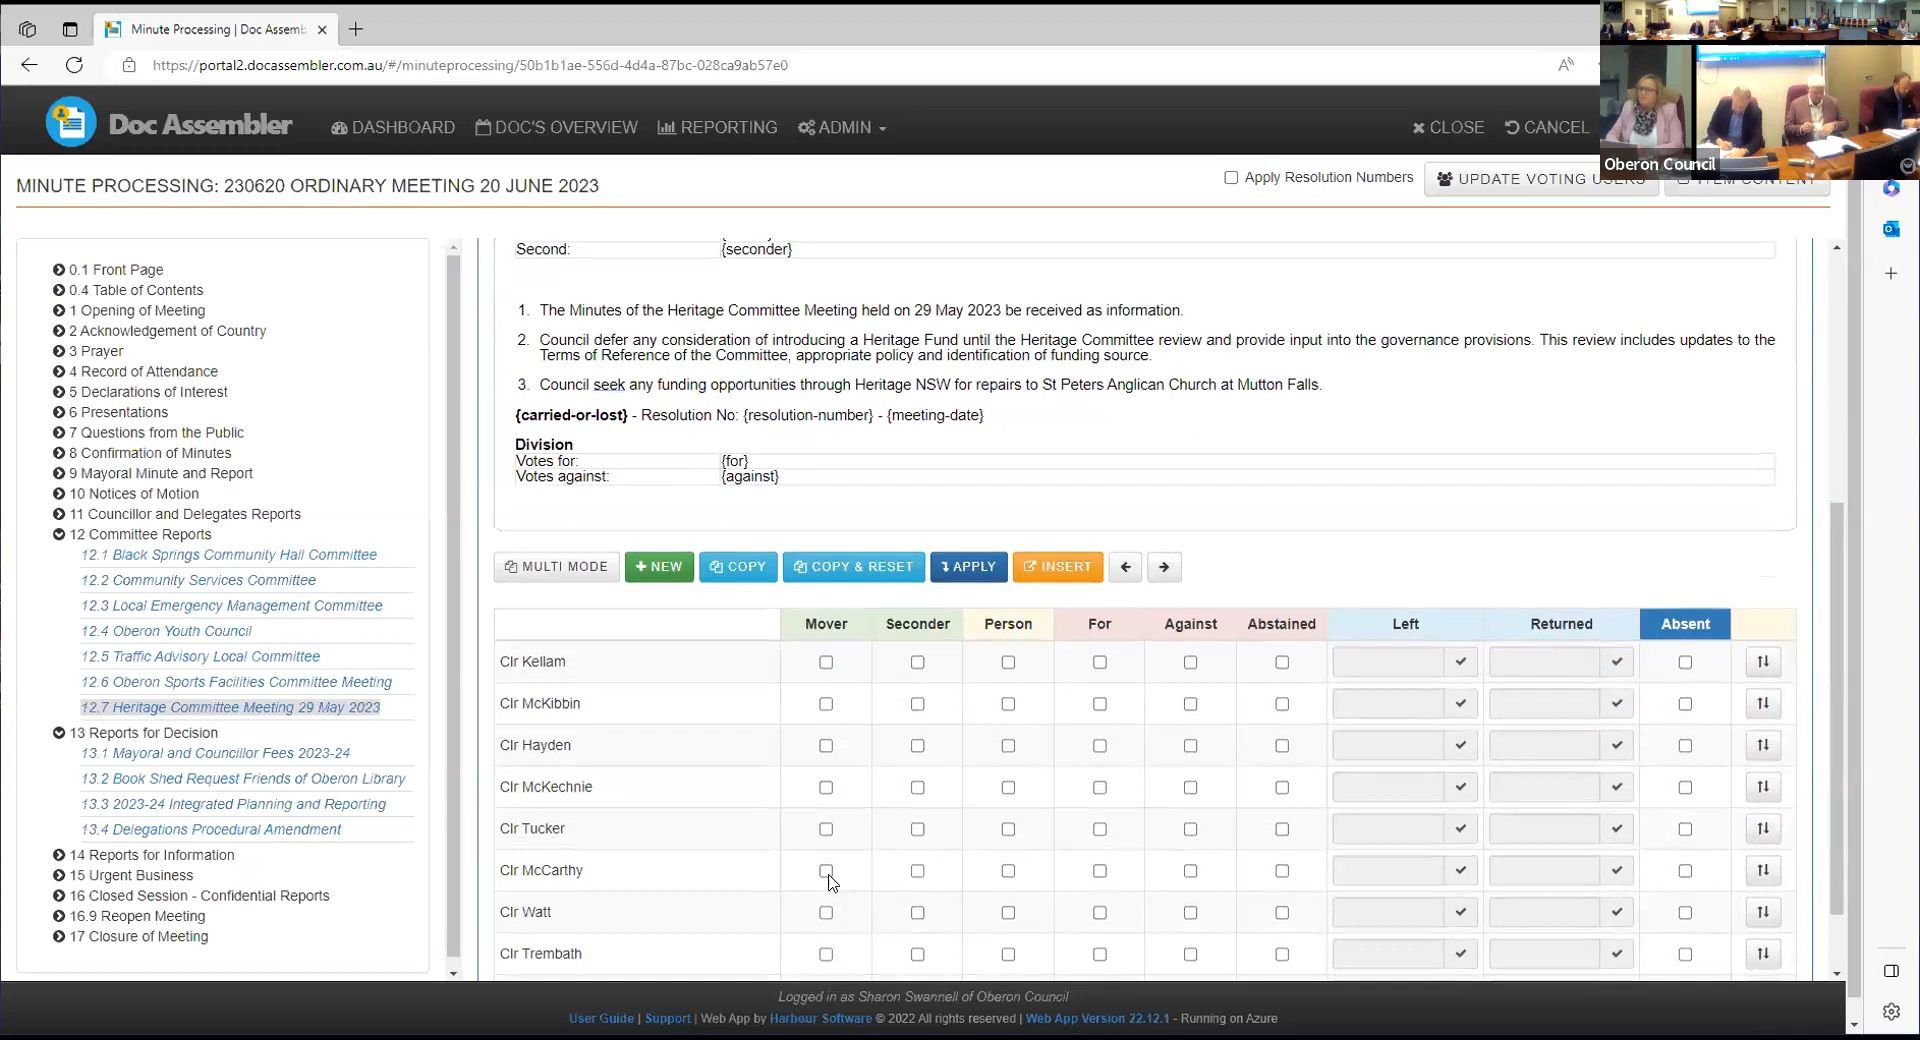 Minute Processing | Doc Assemb
https://portal2.docassembler.com.au/#/minuteprocessing/50b1b1ae-556d-4d4a-87bc-028ca9ab57e0
Doc Assembler
DASHBOARD
DOC'S OVERVIEW
REPORTING
ADMIN
CLOSE
CANCEL
Oberon Council
MINUTE PROCESSING: 230620 ORDINARY MEETING 20 JUNE 2023
Apply Resolution Numbers
UPDATE VOTING USERS
ITEM CONTENT
0.1 Front Page
0.4 Table of Contents
1 Opening of Meeting
2 Acknowledgement of Country
3 Prayer
4 Record of Attendance
5 Declarations of Interest
6 Presentations
7 Questions from the Public
8 Confirmation of Minutes
9 Mayoral Minute and Report
10 Notices of Motion
11 Councillor and Delegates Reports
12 Committee Reports
12.1 Black Springs Community Hall Committee
12.2 Community Services Committee
12.3 Local Emergency Management Committee
12.4 Oberon Youth Council
12.5 Traffic Advisory Local Committee
12.6 Oberon Sports Facilities Committee Meeting
12.7 Heritage Committee Meeting 29 May 2023
13 Reports for Decision
13.1 Mayoral and Councillor Fees 2023-24
13.2 Book Shed Request Friends of Oberon Library
13.3 2023-24 Integrated Planning and Reporting
13.4 Delegations Procedural Amendment
14 Reports for Information
15 Urgent Business
16 Closed Session - Confidential Reports
16.9 Reopen Meeting
17 Closure of Meeting
Second: {seconder}
1. The Minutes of the Heritage Committee Meeting held on 29 May 2023 be received as information.
2. Council defer any consideration of introducing a Heritage Fund until the Heritage Committee review and provide input into the governance provisions. This review includes updates to the
Terms of Reference of the Committee, appropriate policy and identification of funding source.
3. Council seek any funding opportunities through Heritage NSW for repairs to St Peters Anglican Church at Mutton Falls.
{carried-or-lost} - Resolution No: {resolution-number} - {meeting-date}
Division
Votes for: {for}
Votes against: {against}
MULTI MODE
NEW
COPY
COPY & RESET
APPLY
INSERT
Mover Seconder Person For Against Abstained Left Returned Absent
Clr Kellam
Clr McKibbin
Clr Hayden
Clr McKechnie
Clr Tucker
Clr McCarthy
Clr Watt
Clr Trembath
Logged in as Sharon Swannell of Oberon Council
User Guide | Support | Web App by Harbour Software © 2022 All rights reserved | Web App Version 22.12.1 - Running on Azure